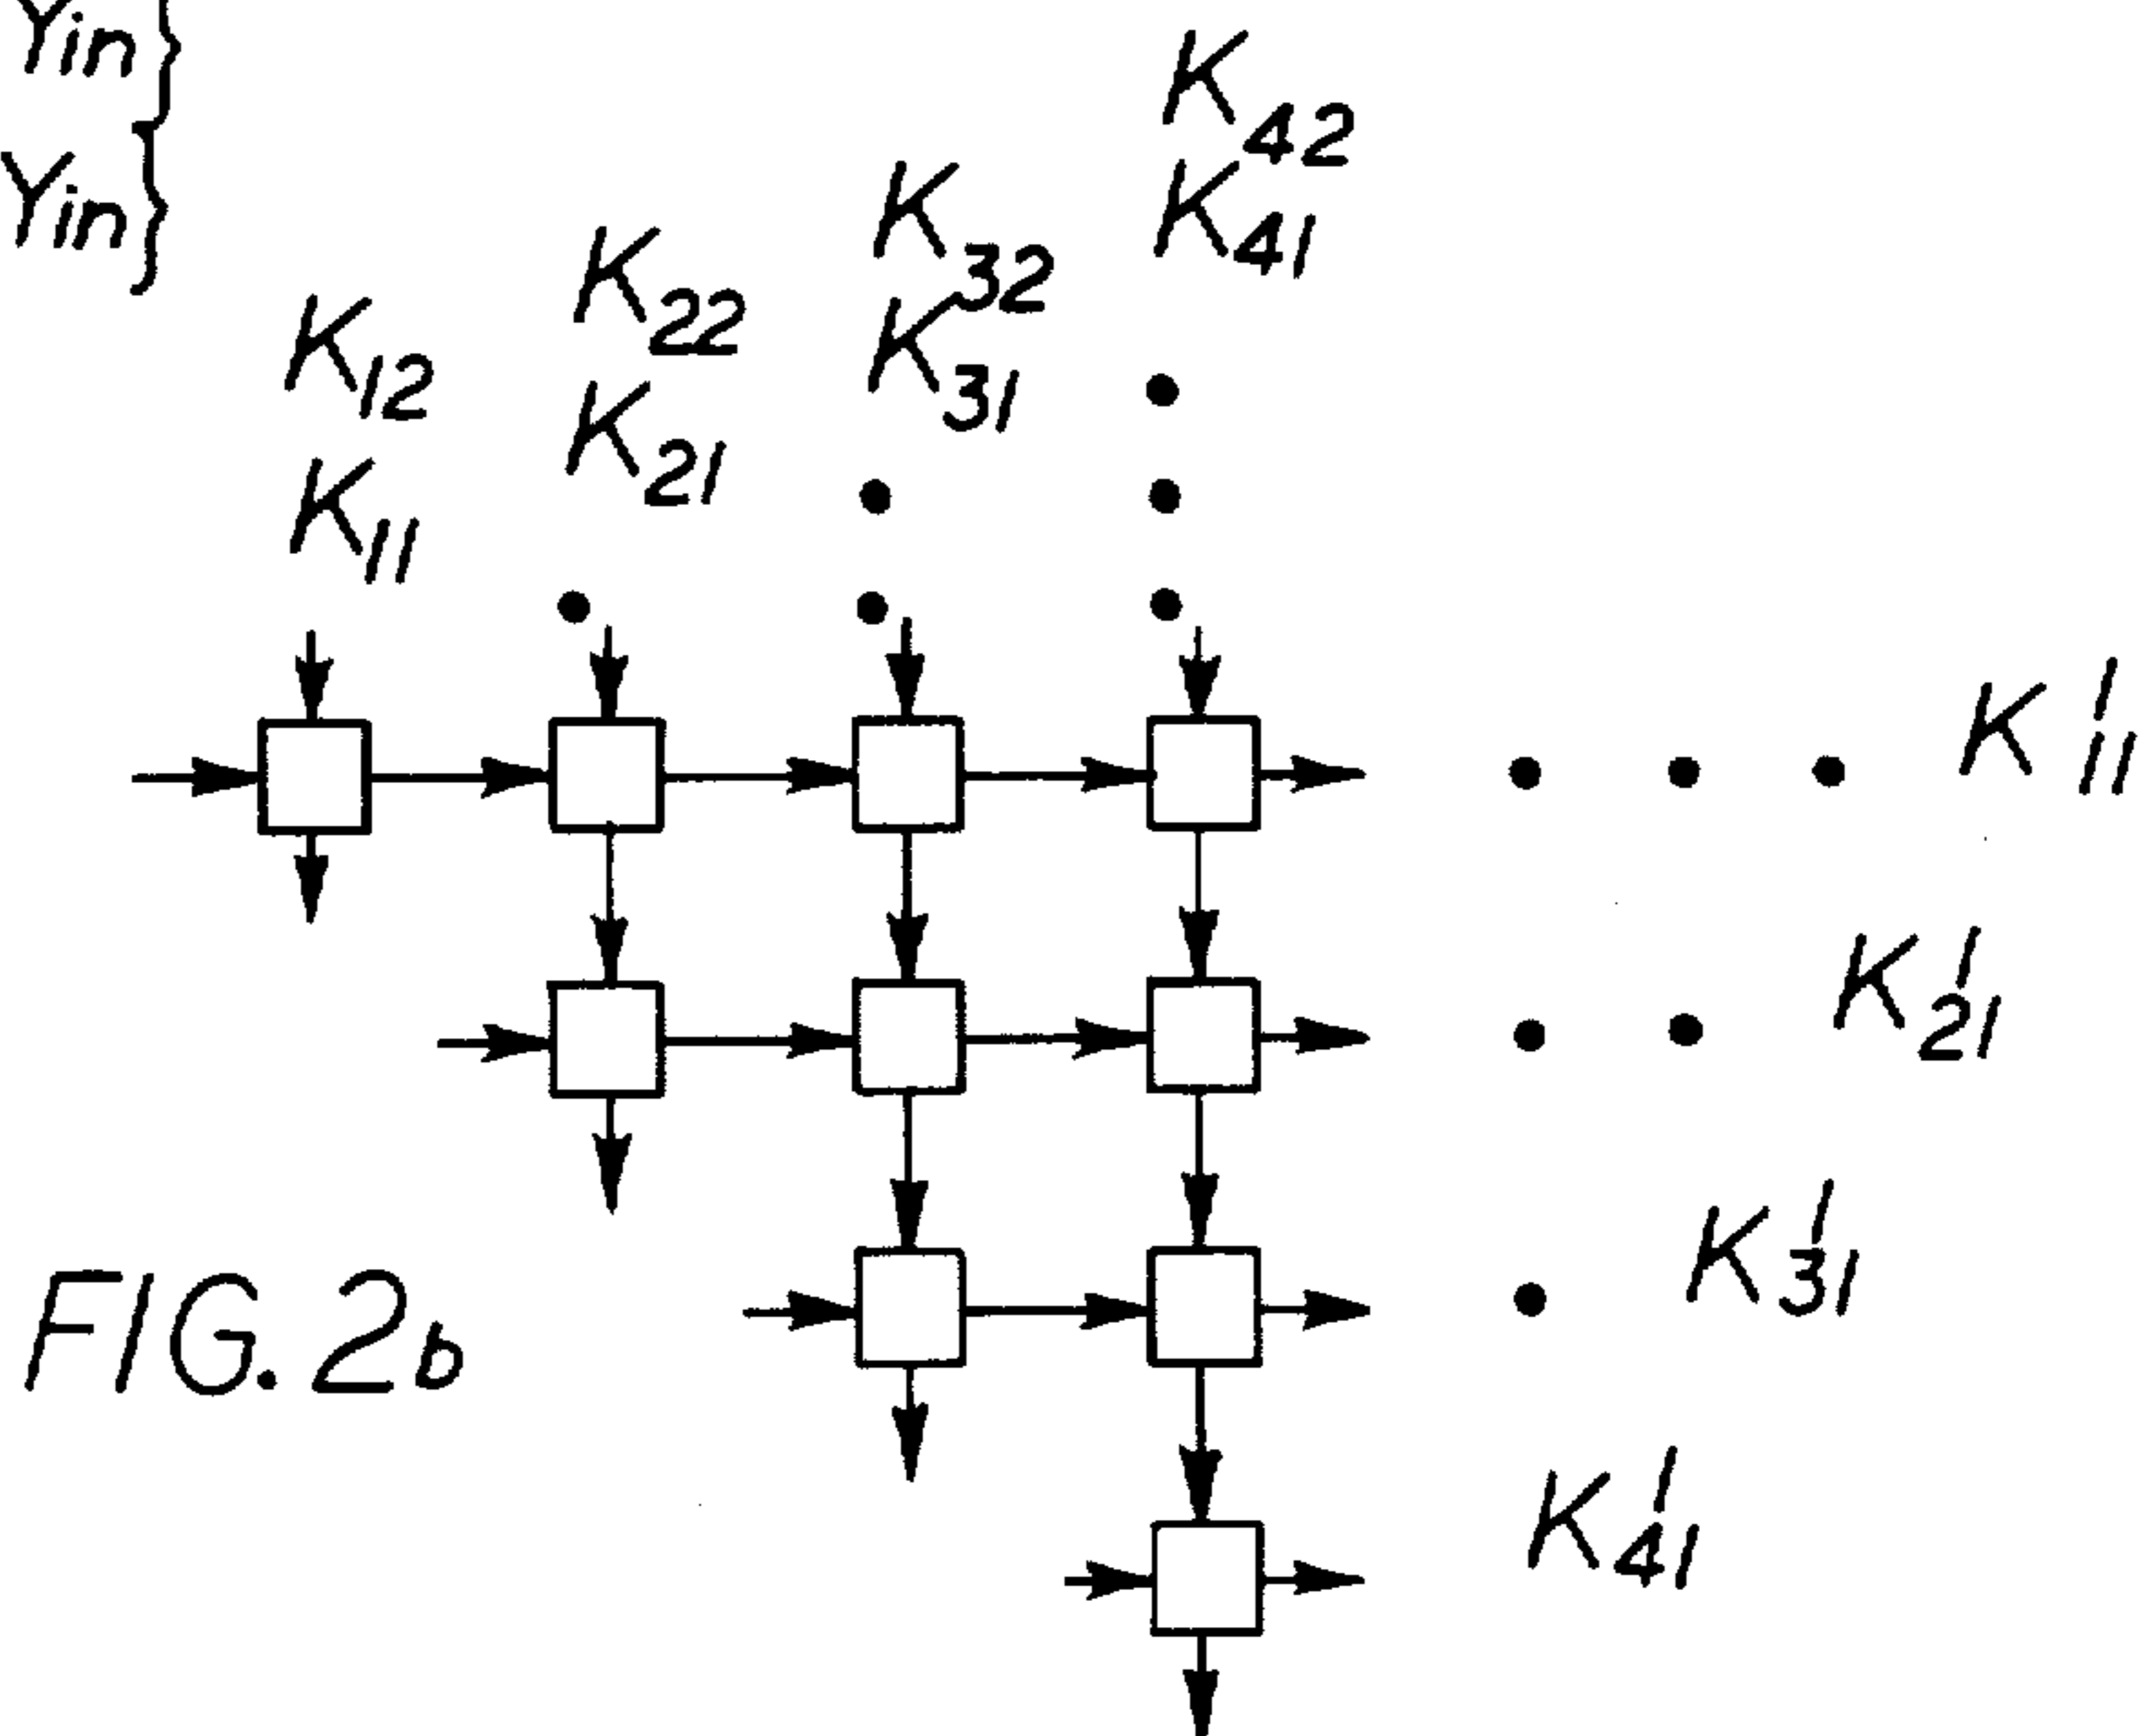 Yin}
Yin}
K42
K32 K41
K22
K12 K31
K21
K11
K'11
K'21
K'31
FIG. 2b
K'41